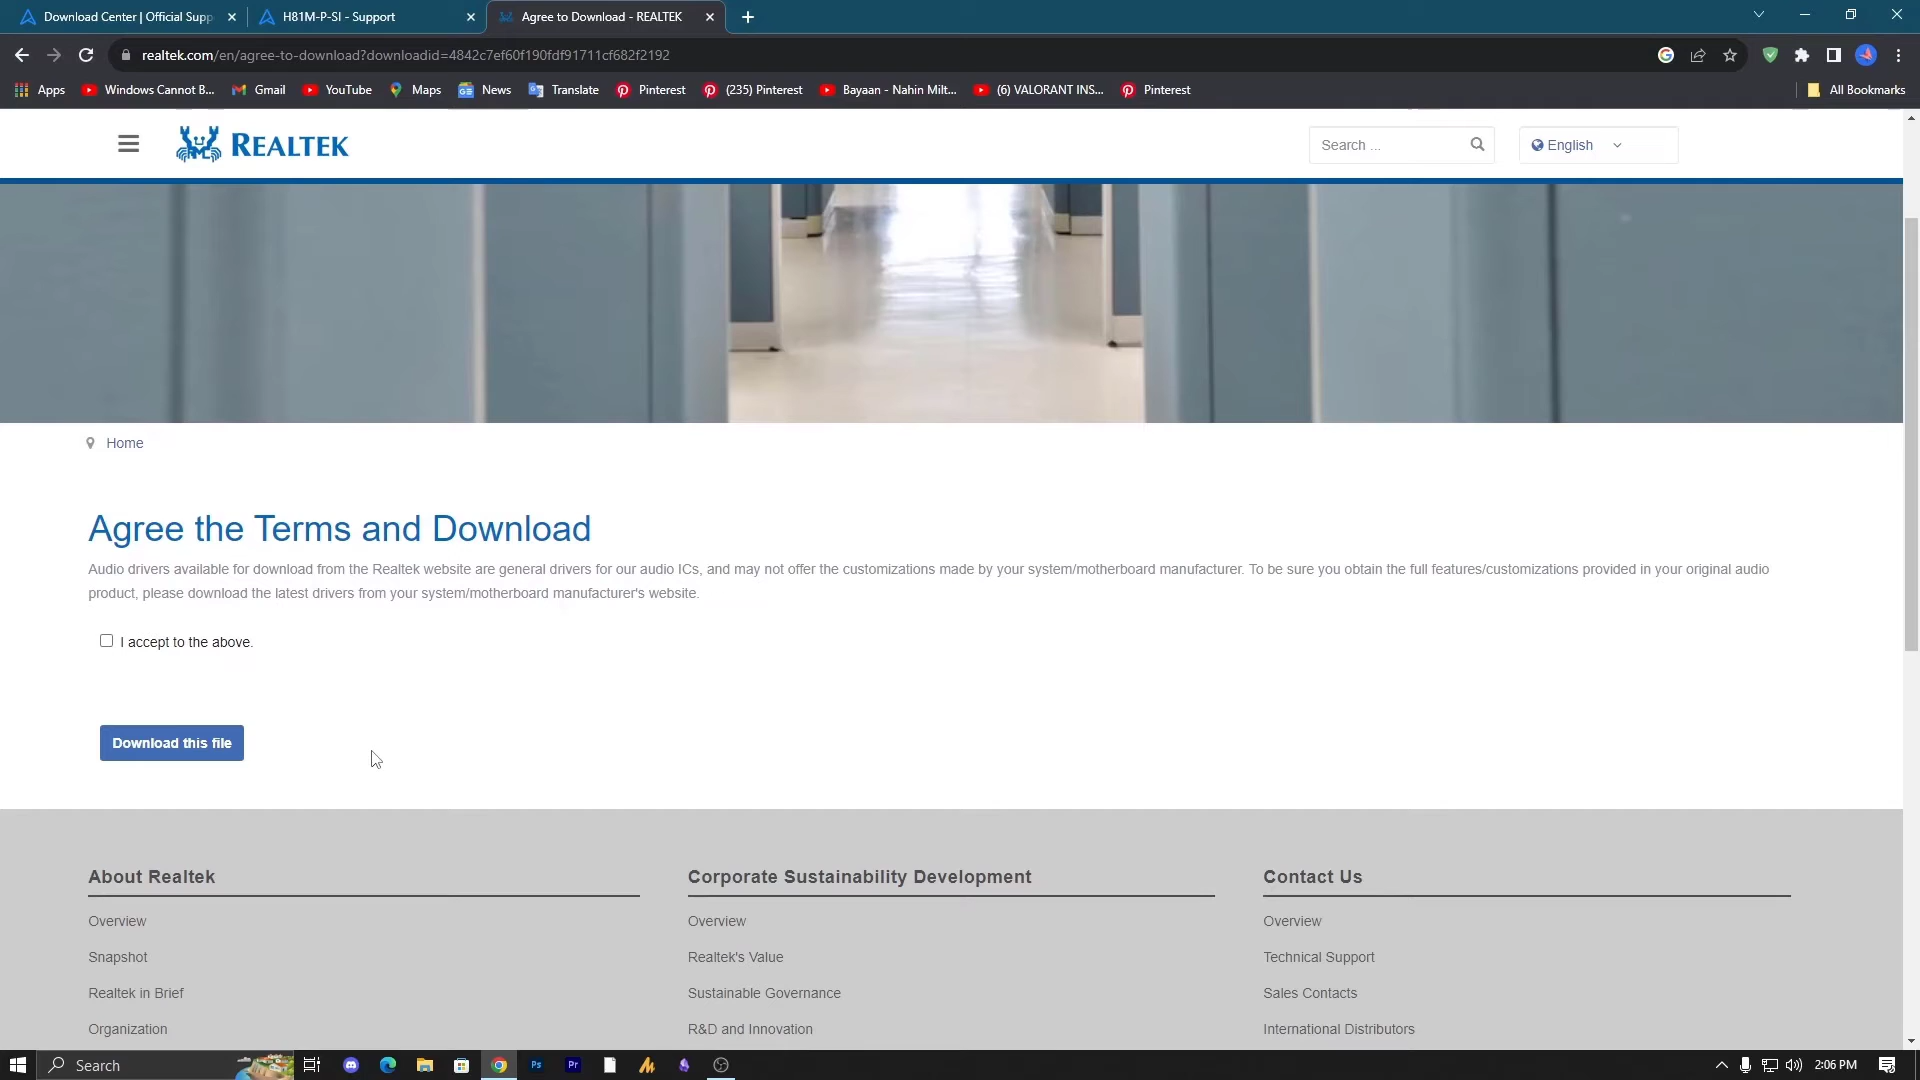 Download Center | Official Supp
H81M-P-SI - Support
Agree to Download - REALTEK
realtek.com/en/agree-to-download?downloadid=4842c7ef60f190fdf91711cf682f2192
Apps
Windows Cannot B...
Gmail
YouTube
Maps
News
Translate
Pinterest
(235) Pinterest
Bayaan - Nahin Milt...
(6) VALORANT INS...
Pinterest
All Bookmarks
REALTEK
Search ...
English
Home
Agree the Terms and Download
Audio drivers available for download from the Realtek website are general drivers for our audio ICs, and may not offer the customizations made by your system/motherboard manufacturer. To be sure you obtain the full features/customizations provided in your original audio
product, please download the latest drivers from your system/motherboard manufacturer's website.
I accept to the above.
Download this file
About Realtek
Corporate Sustainability Development
Contact Us
Overview
Overview
Overview
Snapshot
Realtek's Value
Technical Support
Realtek in Brief
Sustainable Governance
Sales Contacts
Organization
R&D and Innovation
International Distributors
Search
Ps
Pr
2:06 PM